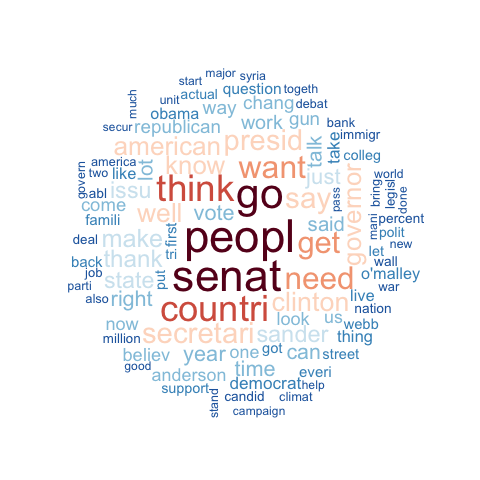 major
start
syria
actual
question
togeth
much
unit
way
chang
debat
obama
work
gun
bank
secur
republican
take
immigr
american
presid
talk
colleg
america
know
want
just
govern
two
like
lot
world
abl
issu
think
go
say
pass
bring
legisl
done
come
well
vote
governor
mani
percent
famili
said
polit
deal
make
tri
first
peopl
get
let
new
back
thank
wall
job
state
put
senat
need
o'malley
war
parti
right
countri
clinton
live
nation
also
us
now
secretari
look
webb
million
sander
thing
believ
year
one
got
can
street
good
anderson
time
everi
support
democrat
help
stand
candid
climat
campaign